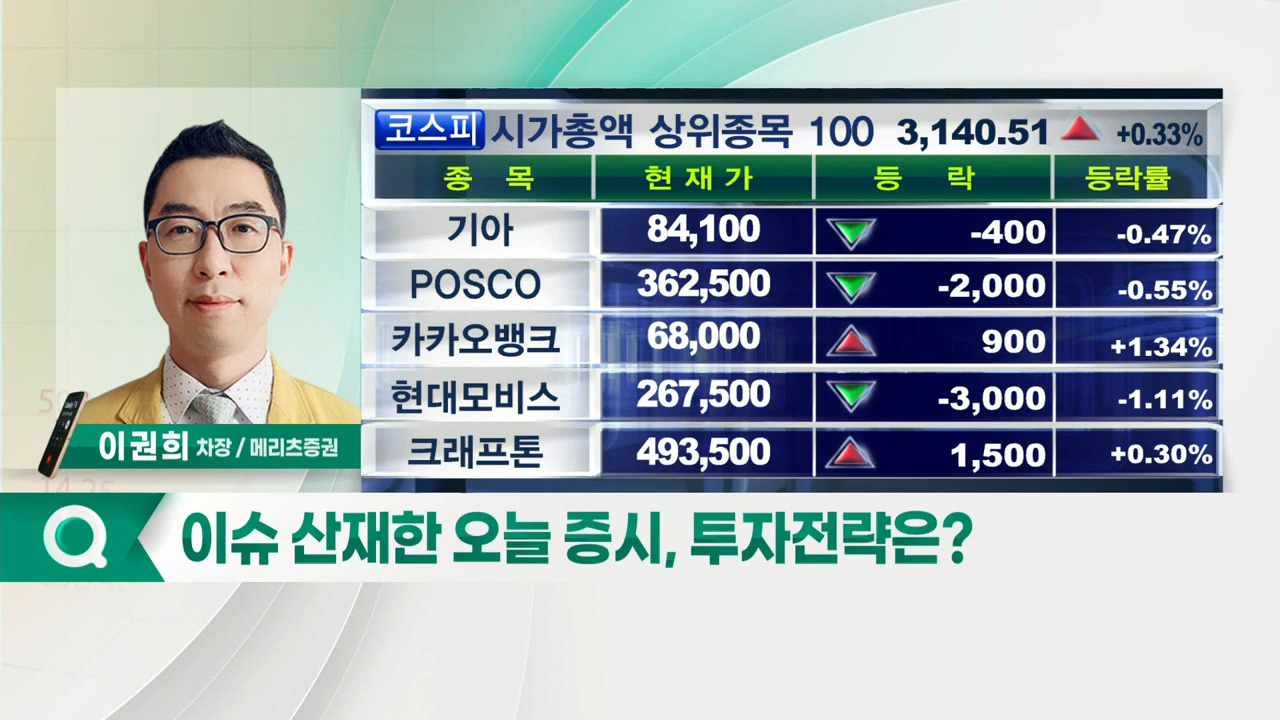 코스피 시가총액 상위종목 100 3,140.51 +0.33%
종 목 현재가 등 락 등락률
기아 84,100 -400 -0.47%
POSCO 362,500 -2,000 -0.55%
카카오뱅크 68,000 900 +1.34%
현대모비스 267,500 -3,000 -1.11%
크래프톤 493,500 1,500 +0.30%
이권희 차장 / 메리츠증권
이슈 산재한 오늘 증시, 투자전략은?